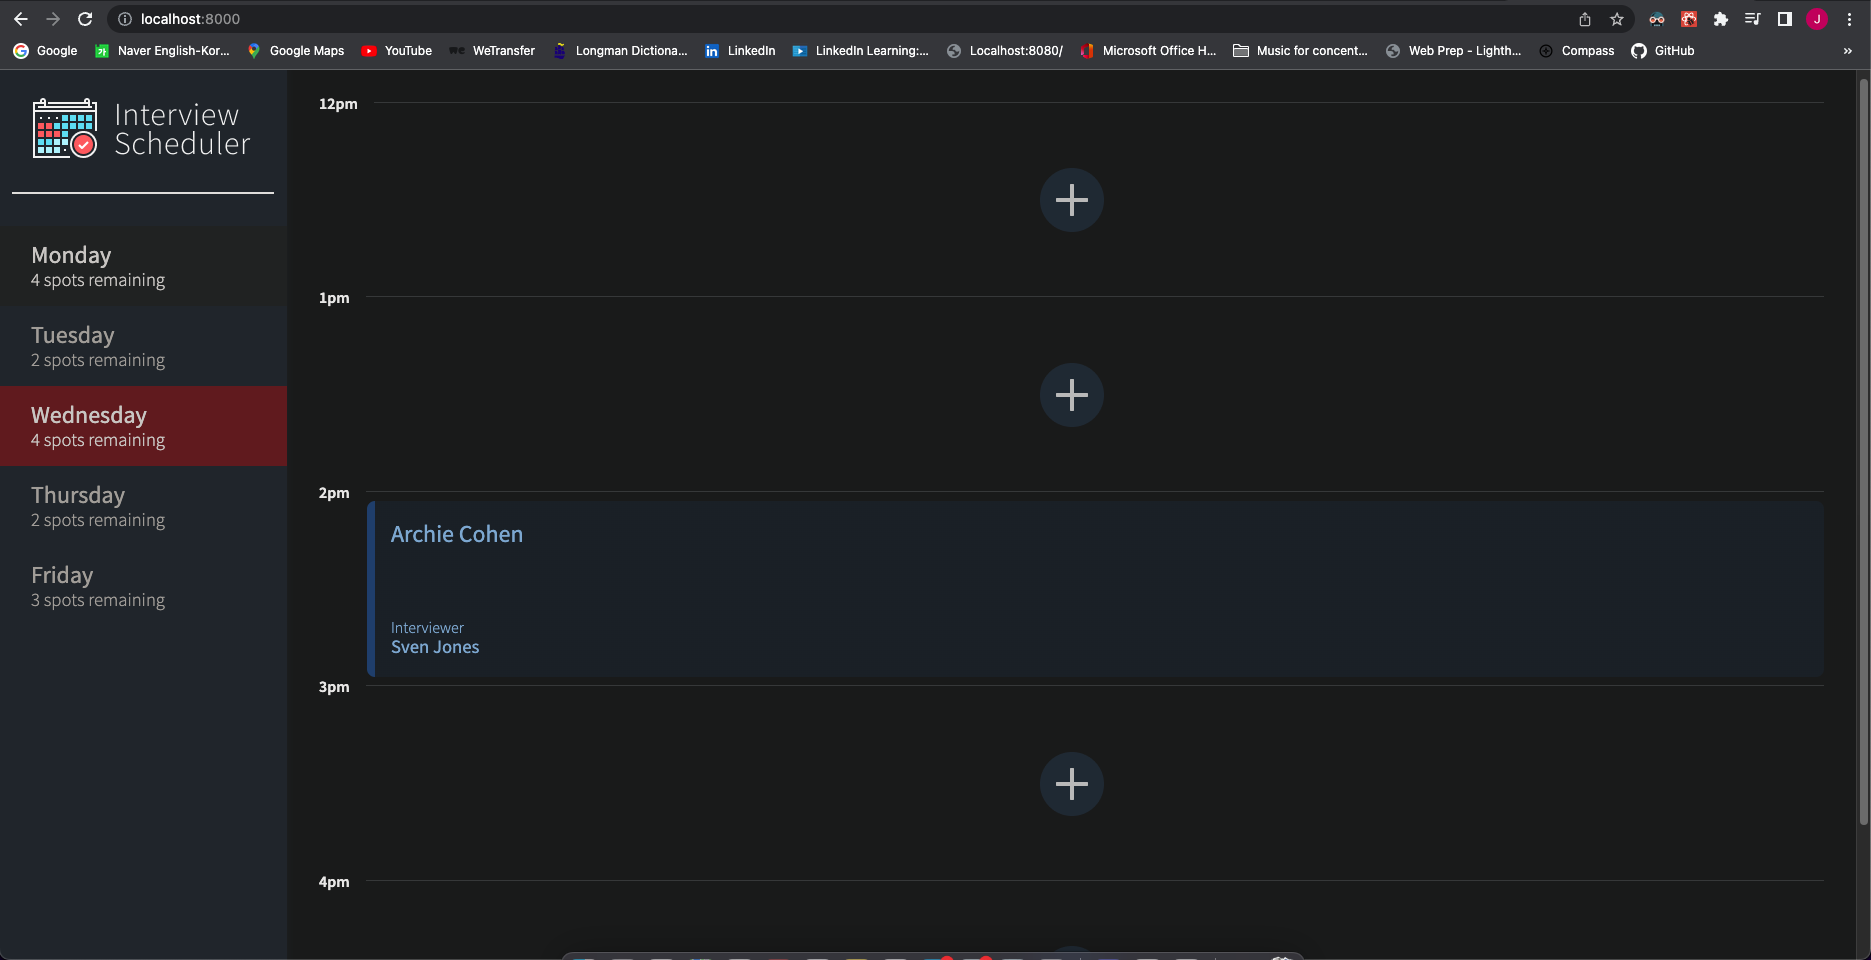 localhost:8000
J
Google
Naver English-Kor...
Google Maps
YouTube
we WeTransfer
Longman Dictiona...
LinkedIn
LinkedIn Learning:...
Localhost:8080/
Microsoft Office H...
Music for concent...
Web Prep - Lighth...
Compass
GitHub
»
Interview
Scheduler
Monday
4 spots remaining
Tuesday
2 spots remaining
Wednesday
4 spots remaining
Thursday
2 spots remaining
Friday
3 spots remaining
12pm
1pm
2pm
Archie Cohen
Interviewer
Sven Jones
3pm
4pm